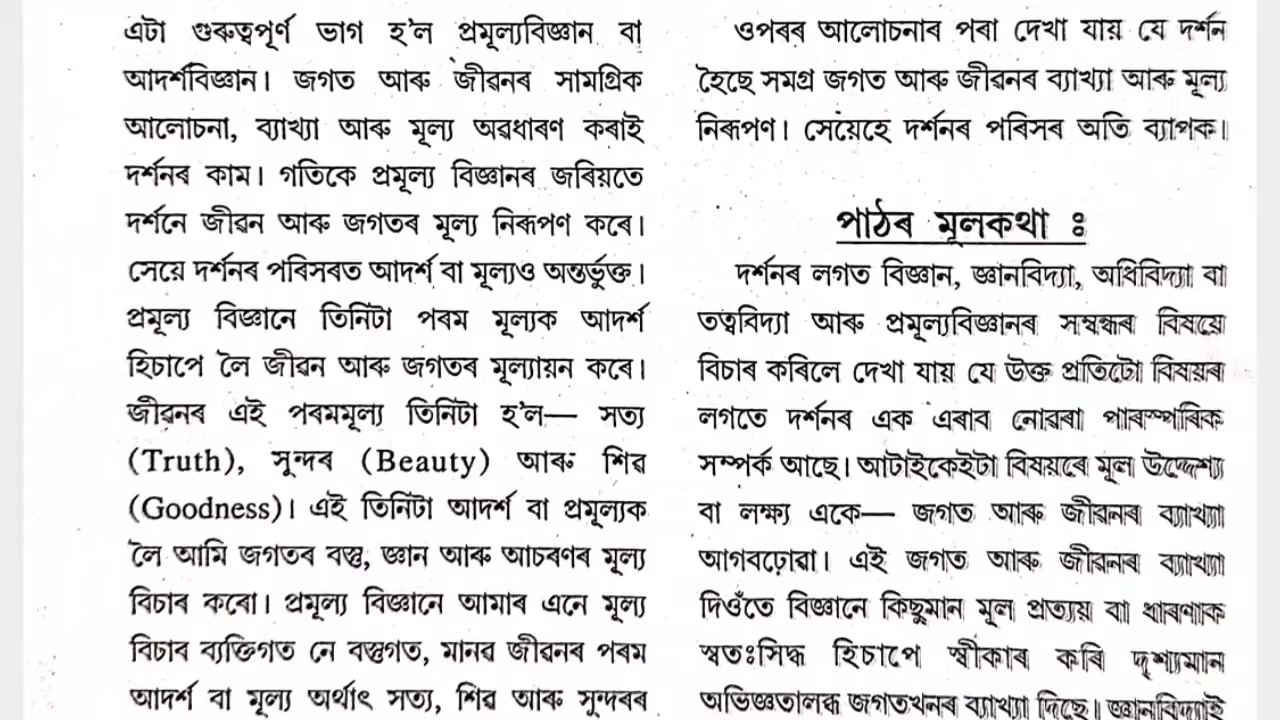 এটা গুৰুত্বপূৰ্ণ ভাগ হ'ল প্ৰমূল্যবিজ্ঞান বা
আদৰ্শবিজ্ঞান। জগত আৰু জীৱনৰ সামগ্ৰিক
আলোচনা, ব্যাখ্যা আৰু মূল্য অৱধাৰণ কৰাই
দৰ্শনৰ কাম। গতিকে প্ৰমূল্য বিজ্ঞানৰ জৰিয়তে
দৰ্শনে জীৱন আৰু জগতৰ মূল্য নিৰূপণ কৰে।
সেয়ে দৰ্শনৰ পৰিসৰত আদৰ্শ বা মূল্যও অন্তৰ্ভুক্ত।
প্ৰমূল্য বিজ্ঞানে তিনিটা পৰম মূল্যক আদৰ্শ
হিচাপে লৈ জীৱন আৰু জগতৰ মূল্যায়ন কৰে।
জীৱনৰ এই পৰমমূল্য তিনিটা হ'ল— সত্য
(Truth), সুন্দৰ (Beauty) আৰু শিৱ
(Goodness)। এই তিনিটা আদৰ্শ বা প্ৰমূল্যক
লৈ আমি জগতৰ বস্তু, জ্ঞান আৰু আচৰণৰ মূল্য
বিচাৰ কৰো। প্ৰমূল্য বিজ্ঞানে আমাৰ এনে মূল্য
বিচাৰ ব্যক্তিগত নে বস্তুগত, মানৱ জীৱনৰ পৰম
আদৰ্শ বা মূল্য অৰ্থাৎ সত্য, শিৱ আৰু সুন্দৰৰ
ওপৰৰ আলোচনাৰ পৰা দেখা যায় যে দৰ্শন
হৈছে সমগ্ৰ জগত আৰু জীৱনৰ ব্যাখ্যা আৰু মূল্য
নিৰূপণ। সেয়েহে দৰ্শনৰ পৰিসৰ অতি ব্যাপক।
পাঠৰ মূলকথা ঃ
দৰ্শনৰ লগত বিজ্ঞান, জ্ঞানবিদ্যা, অধিবিদ্যা বা
তত্ববিদ্যা আৰু প্ৰমূল্যবিজ্ঞানৰ সম্বন্ধৰ বিষয়ে
বিচাৰ কৰিলে দেখা যায় যে উক্ত প্ৰতিটো বিষয়ৰ
লগতে দৰ্শনৰ এক এৰাব নোৱৰা পাৰস্পৰিক
সম্পৰ্ক আছে। আটাইকেইটা বিষয়ৰে মূল উদ্দেশ্য
বা লক্ষ্য একে— জগত আৰু জীৱনৰ ব্যাখ্যা
আগবঢ়োৱা। এই জগত আৰু জীৱনৰ ব্যাখ্যা
দিওঁতে বিজ্ঞানে কিছুমান মূল প্ৰত্যয় বা ধাৰণাক
স্বতঃসিদ্ধ হিচাপে স্বীকাৰ কৰি দৃশ্যমান
অভিজ্ঞতালব্ধ জগতখনৰ ব্যাখ্যা দিছে। জ্ঞানবিদ্যাই